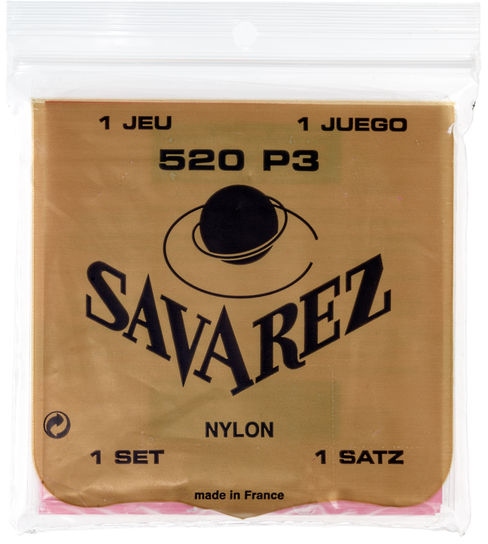 1 JEU 1 JUEGO
520 P3
SAVAREZ
NYLON
1 SET 1 SATZ
made in France